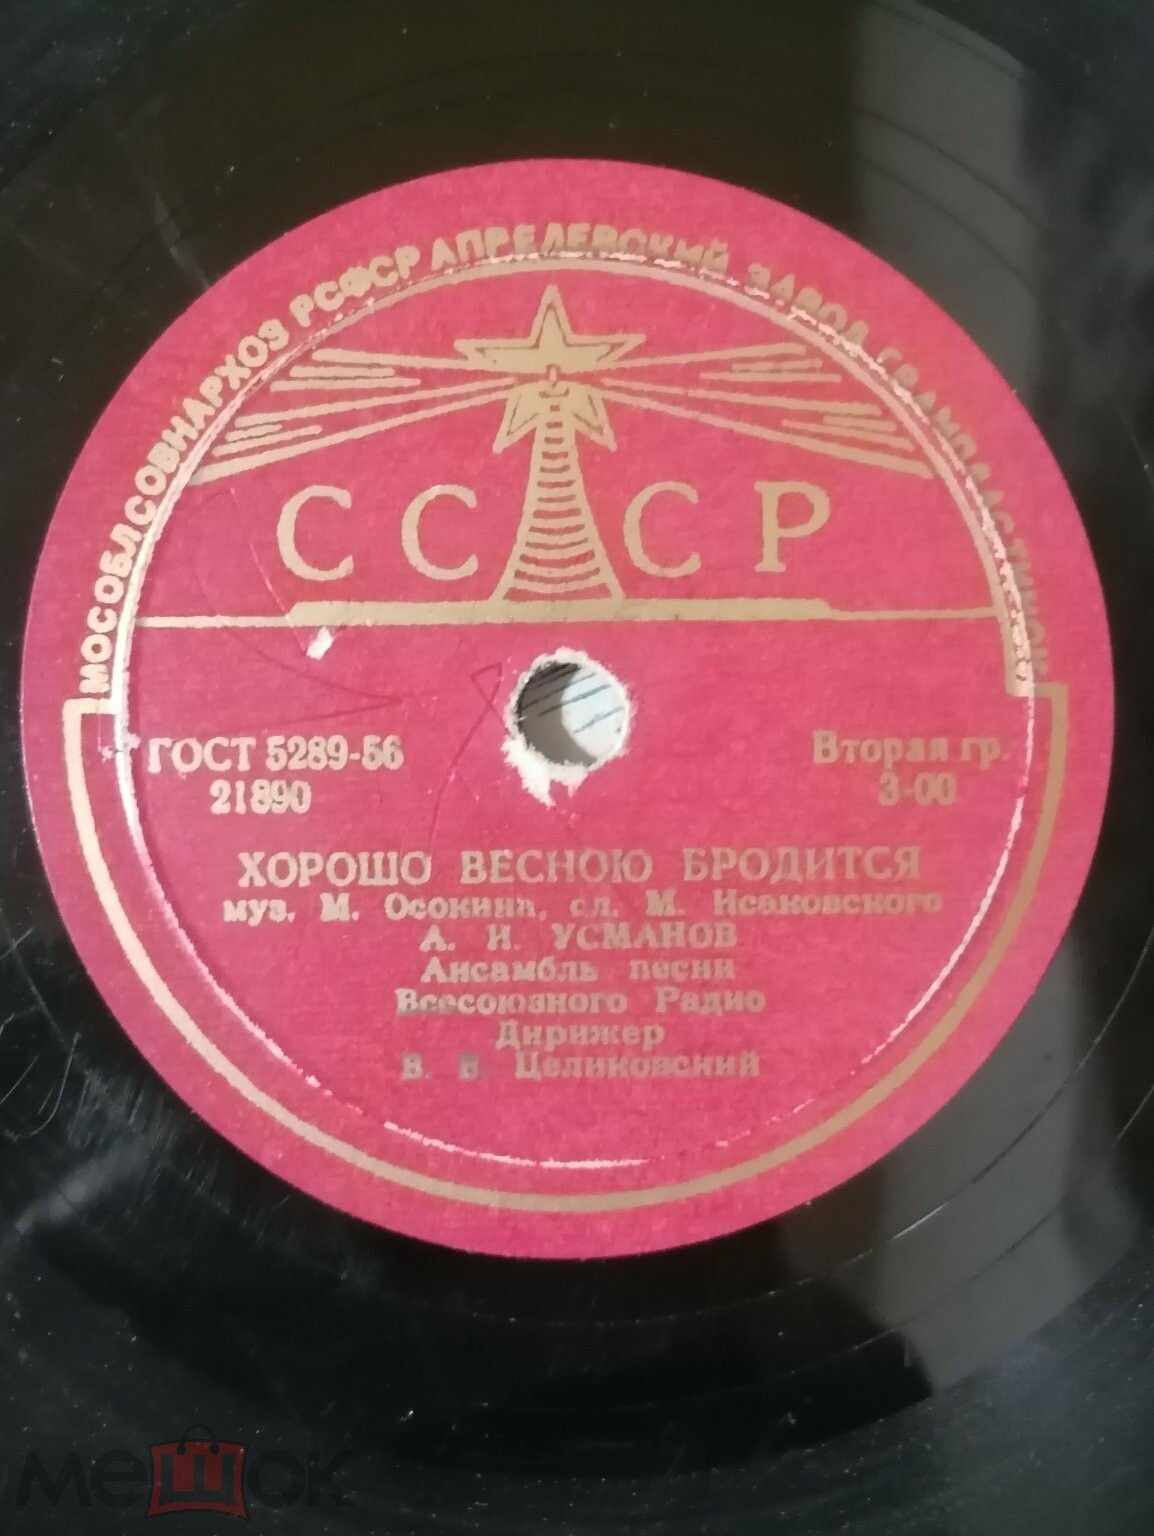 МОСОБЛСОВНАРХОЗ РСФСР АПРЕЛЕВСКИЙ ЗАВОД ГРАМПЛАСТИНОК
СССР
ГОСТ 5289-56
21890
Вторая гр.
3-00
ХОРОШО ВЕСНОЮ БРОДИТСЯ
муз. М. Осокина, сл. М. Исаковского
А. И. УСМАНОВ
Ансамбль песни
Всесоюзного Радио
Дирижер
В. В. Целиковский
мешок